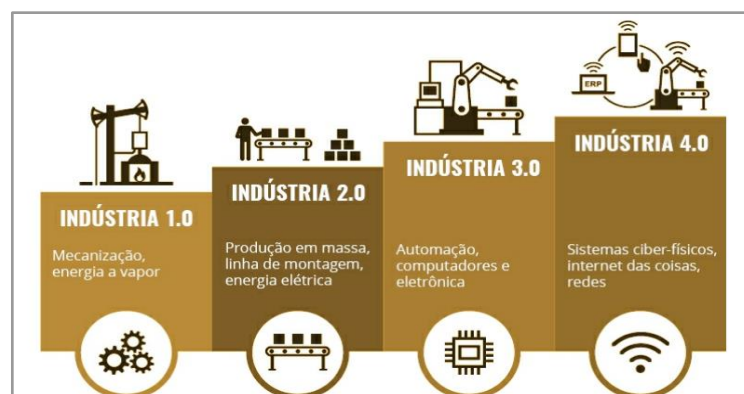 ERP
INDÚSTRIA 1.0
Mecanização,
energia a vapor
INDÚSTRIA 2.0
Produção em massa,
linha de montagem,
energia elétrica
INDÚSTRIA 3.0
Automação,
computadores e
eletrônica
INDÚSTRIA 4.0
Sistemas ciber-físicos,
internet das coisas,
redes